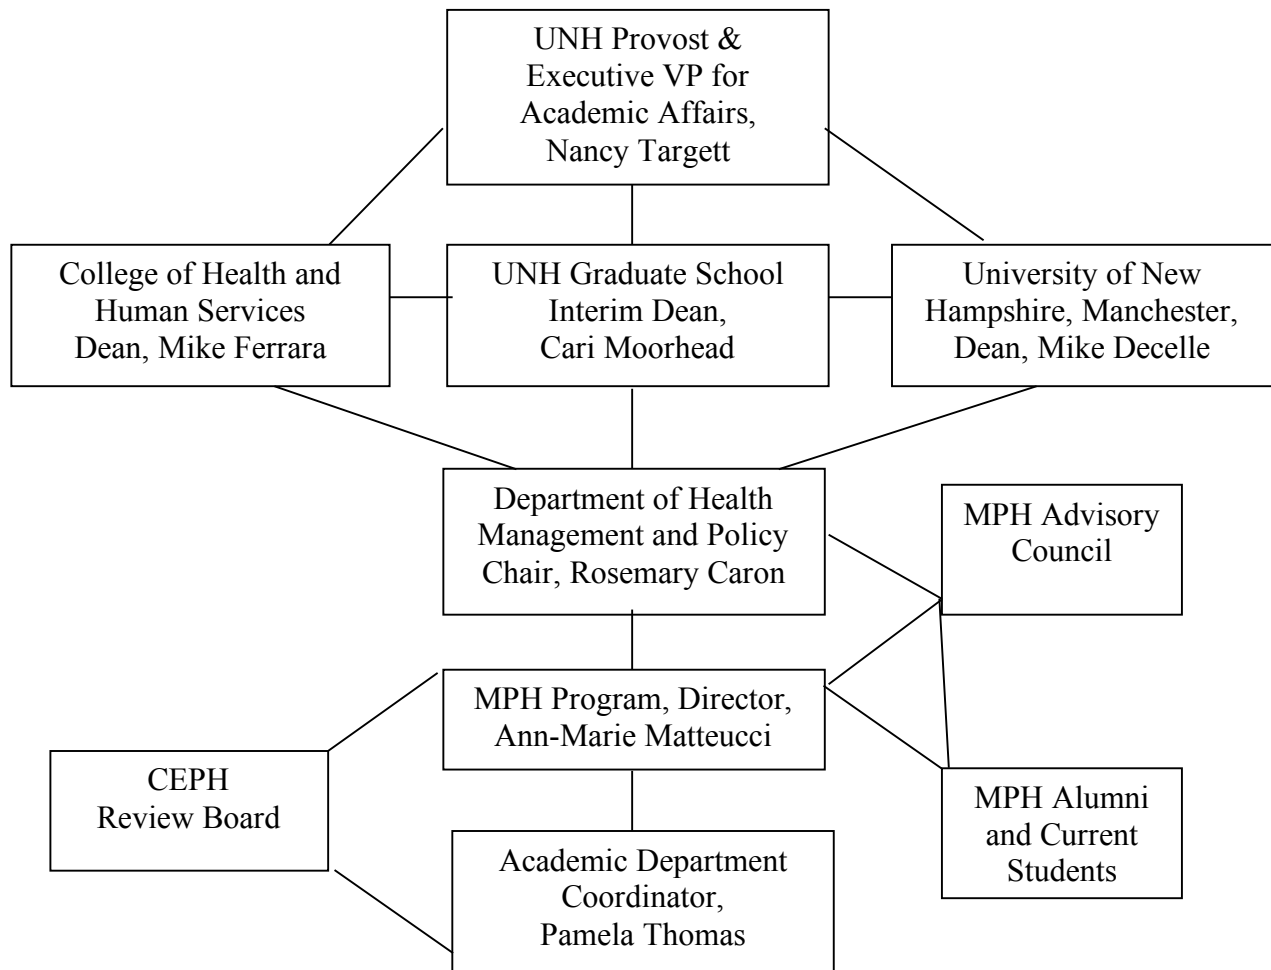 UNH Provost &
Executive VP for
Academic Affairs,
Nancy Targett
College of Health and
Human Services
Dean, Mike Ferrara
UNH Graduate School
Interim Dean,
Cari Moorhead
University of New
Hampshire, Manchester,
Dean, Mike Decelle
Department of Health
Management and Policy
Chair, Rosemary Caron
MPH Advisory
Council
MPH Program, Director,
Ann-Marie Matteucci
CEPH
Review Board
MPH Alumni
and Current
Students
Academic Department
Coordinator,
Pamela Thomas